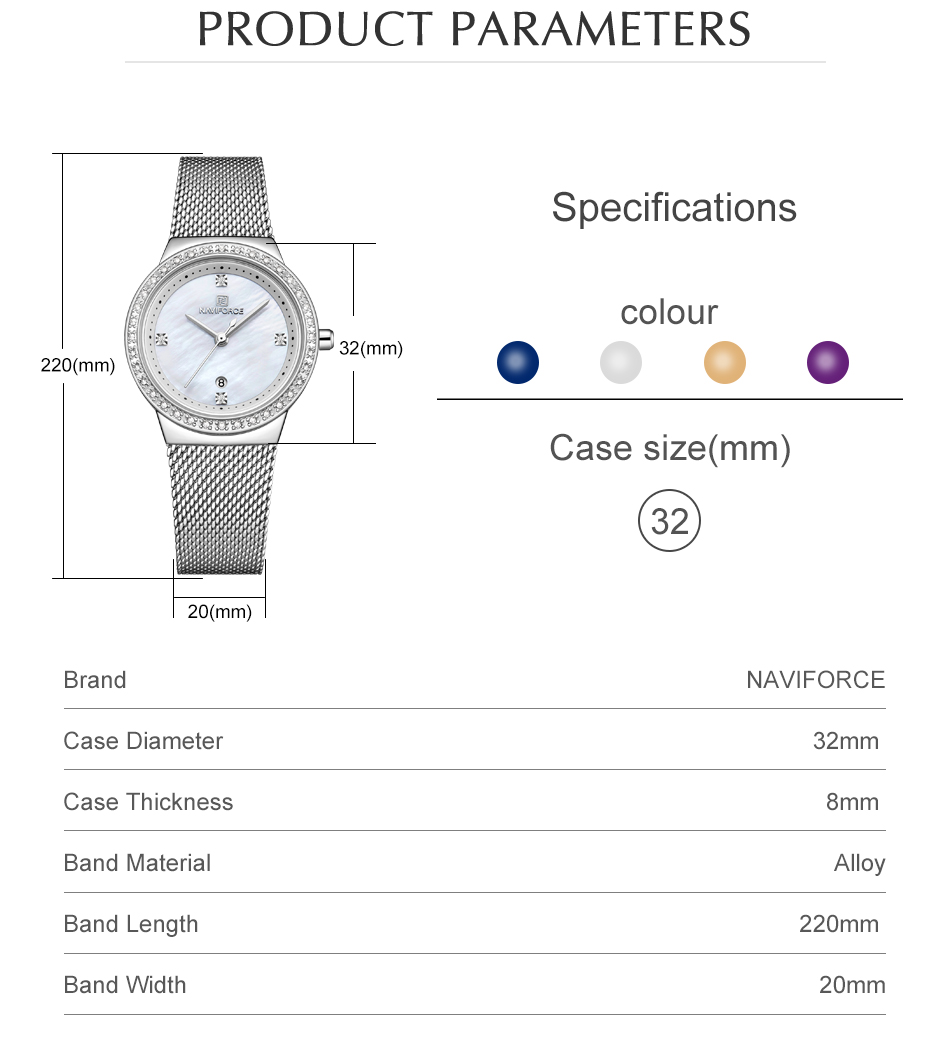 PRODUCT PARAMETERS
Specifications
colour
NAVIFORCE
8
220(mm)
32(mm)
20(mm)
Case size(mm)
32
Brand NAVIFORCE
Case Diameter 32mm
Case Thickness 8mm
Band Material Alloy
Band Length 220mm
Band Width 20mm